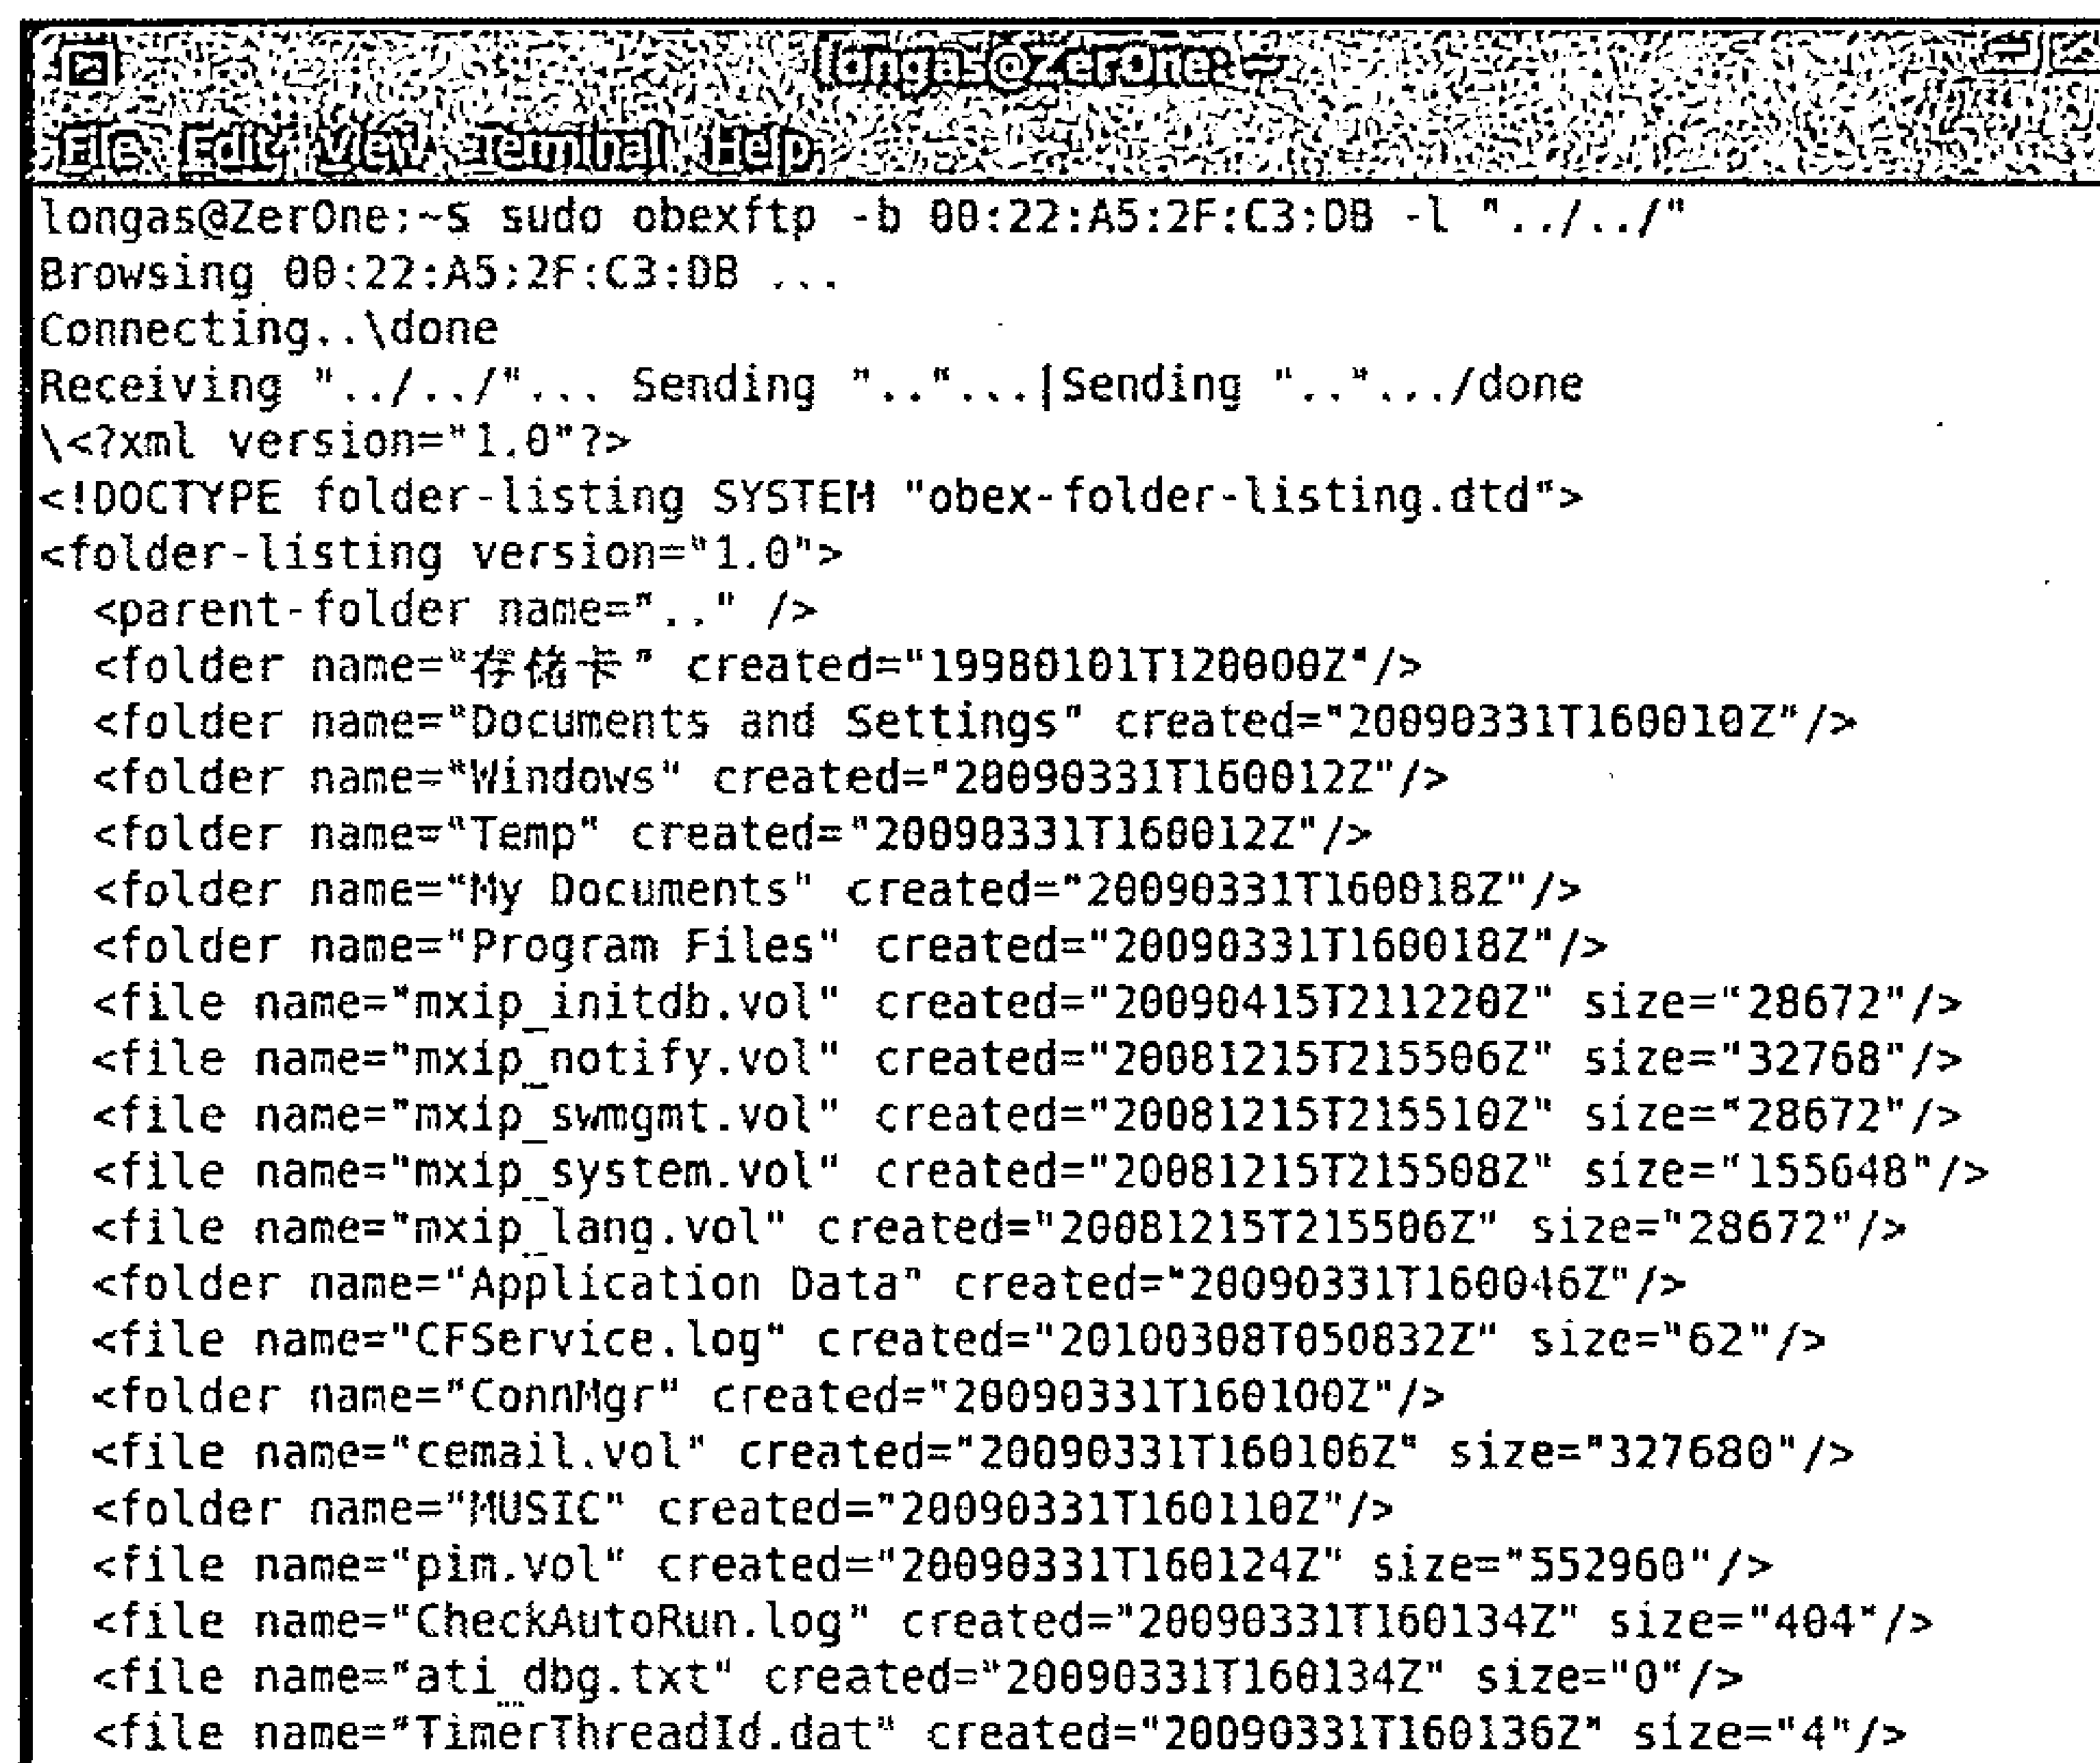 longas@ZerOne: ~
File Edit View Terminal Help
longas@ZerOne:~$ sudo obexftp -b 00:22:A5:2F:C3:DB -l "../../"
Browsing 00:22:A5:2F:C3:DB ...
Connecting..\done
Receiving "../../"... Sending ".."...|Sending "..".../done
\<?xml version="1.0"?>
<!DOCTYPE folder-listing SYSTEM "obex-folder-listing.dtd">
<folder-listing version="1.0">
  <parent-folder name=".." />
  <folder name="存储卡" created="19980101T120000Z"/>
  <folder name="Documents and Settings" created="20090331T160010Z"/>
  <folder name="Windows" created="20090331T160012Z"/>
  <folder name="Temp" created="20090331T160012Z"/>
  <folder name="My Documents" created="20090331T160018Z"/>
  <folder name="Program Files" created="20090331T160018Z"/>
  <file name="mxip_initdb.vol" created="20090415T211220Z" size="28672"/>
  <file name="mxip_notify.vol" created="20081215T215506Z" size="32768"/>
  <file name="mxip_swmgmt.vol" created="20081215T215510Z" size="28672"/>
  <file name="mxip_system.vol" created="20081215T215508Z" size="155648"/>
  <file name="mxip_lang.vol" created="20081215T215506Z" size="28672"/>
  <folder name="Application Data" created="20090331T160046Z"/>
  <file name="CFService.log" created="20100308T050832Z" size="62"/>
  <folder name="ConnMgr" created="20090331T160100Z"/>
  <file name="cemail.vol" created="20090331T160106Z" size="327680"/>
  <folder name="MUSIC" created="20090331T160110Z"/>
  <file name="pim.vol" created="20090331T160124Z" size="552960"/>
  <file name="CheckAutoRun.log" created="20090331T160134Z" size="404"/>
  <file name="ati_dbg.txt" created="20090331T160134Z" size="0"/>
  <file name="TimerThreadId.dat" created="20090331T160136Z" size="4"/>